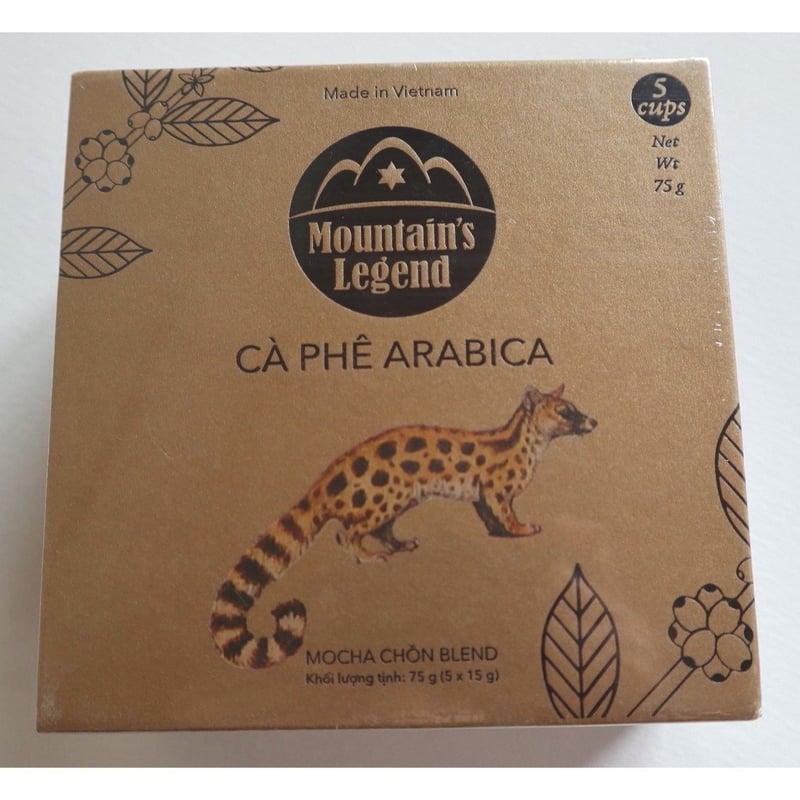 Made in Vietnam
5
cups
Net
Wt
75 g
Mountain's
Legend
CÀ PHÊ ARABICA
MOCHA CHỒN BLEND
Khối lượng tịnh: 75 g (5 x 15 g)